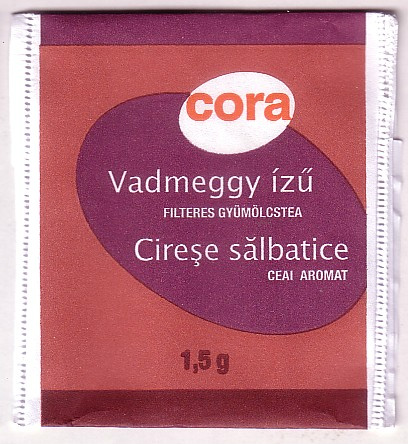 cora
Vadmeggy ízű
FILTERES GYÜMÖLCSTEA
Cireşe sălbatice
CEAI AROMAT
1,5 g